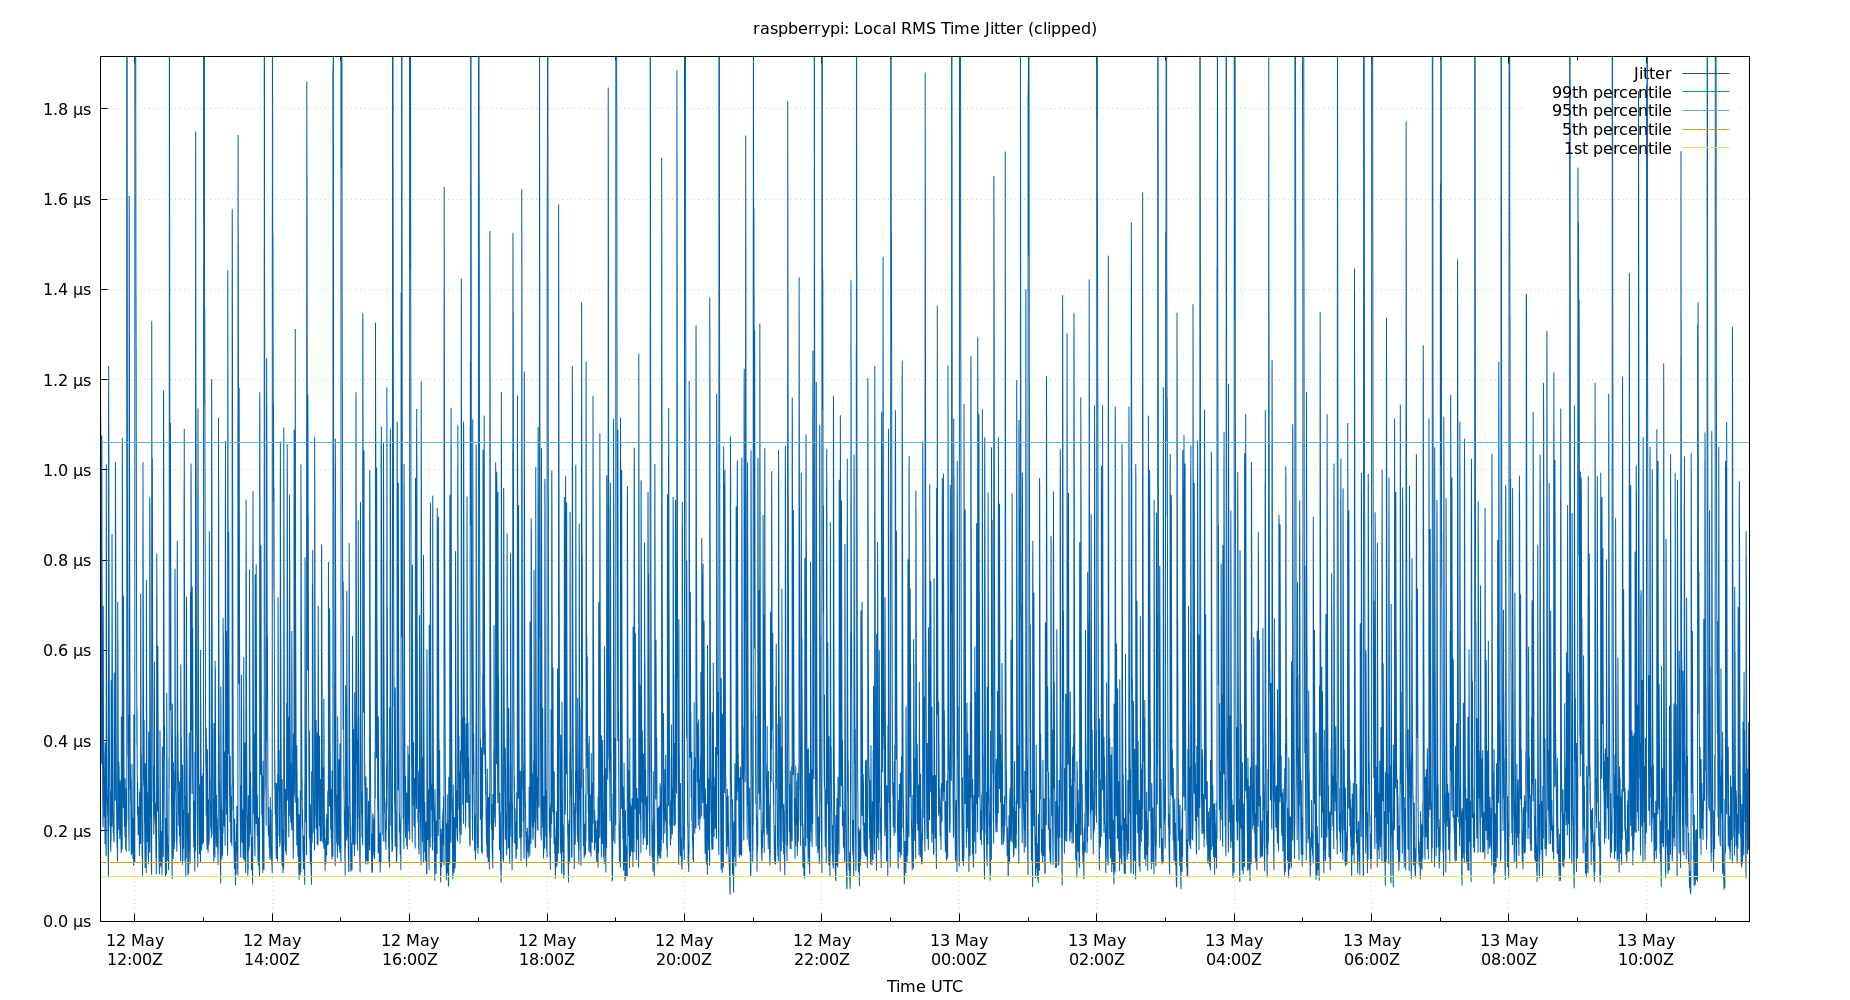 raspberrypi: Local RMS Time Jitter (clipped)
Jitter
99th percentile
95th percentile
5th percentile
1st percentile
1.8 µs
1.6 µs
1.4 µs
1.2 µs
1.0 µs
0.8 µs
0.6 µs
0.4 µs
0.2 µs
0.0 µs
12 May 12 May 12 May 12 May 12 May 12 May 13 May 13 May 13 May 13 May 13 May 13 May
12:00Z 14:00Z 16:00Z 18:00Z 20:00Z 22:00Z 00:00Z 02:00Z 04:00Z 06:00Z 08:00Z 10:00Z
Time UTC